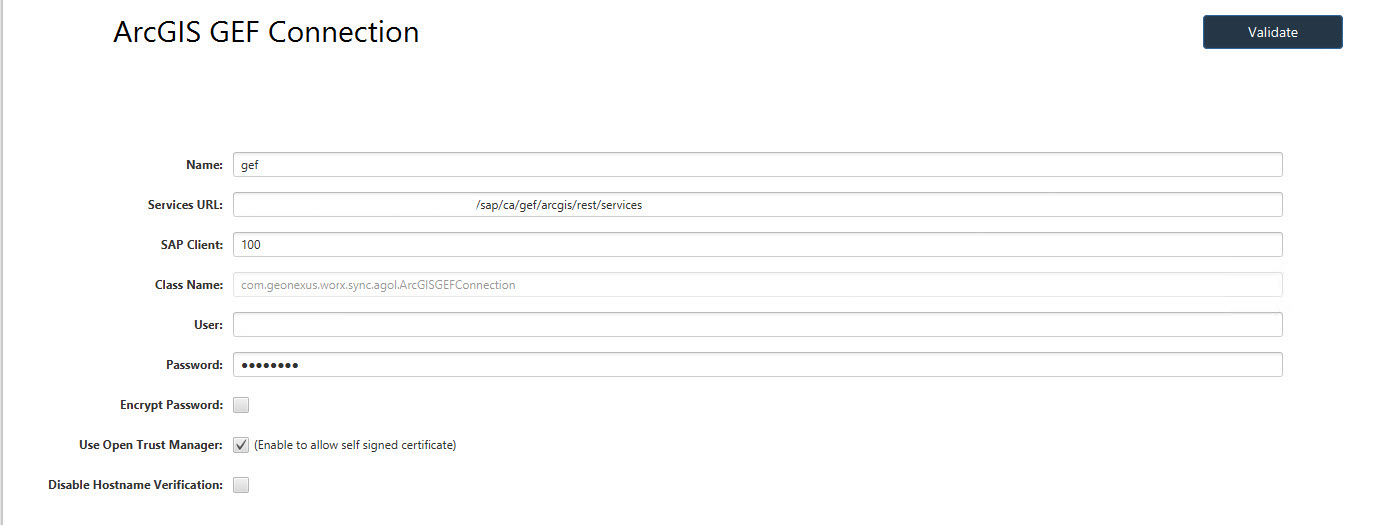 ArcGIS GEF Connection
Validate
Name: gef
Services URL: /sap/ca/gef/arcgis/rest/services
SAP Client: 100
Class Name: com.geonexus.worx.sync.agol.ArcGISGEFConnection
User:
Password: ●●●●●●●●
Encrypt Password:
Use Open Trust Manager: (Enable to allow self signed certificate)
Disable Hostname Verification: